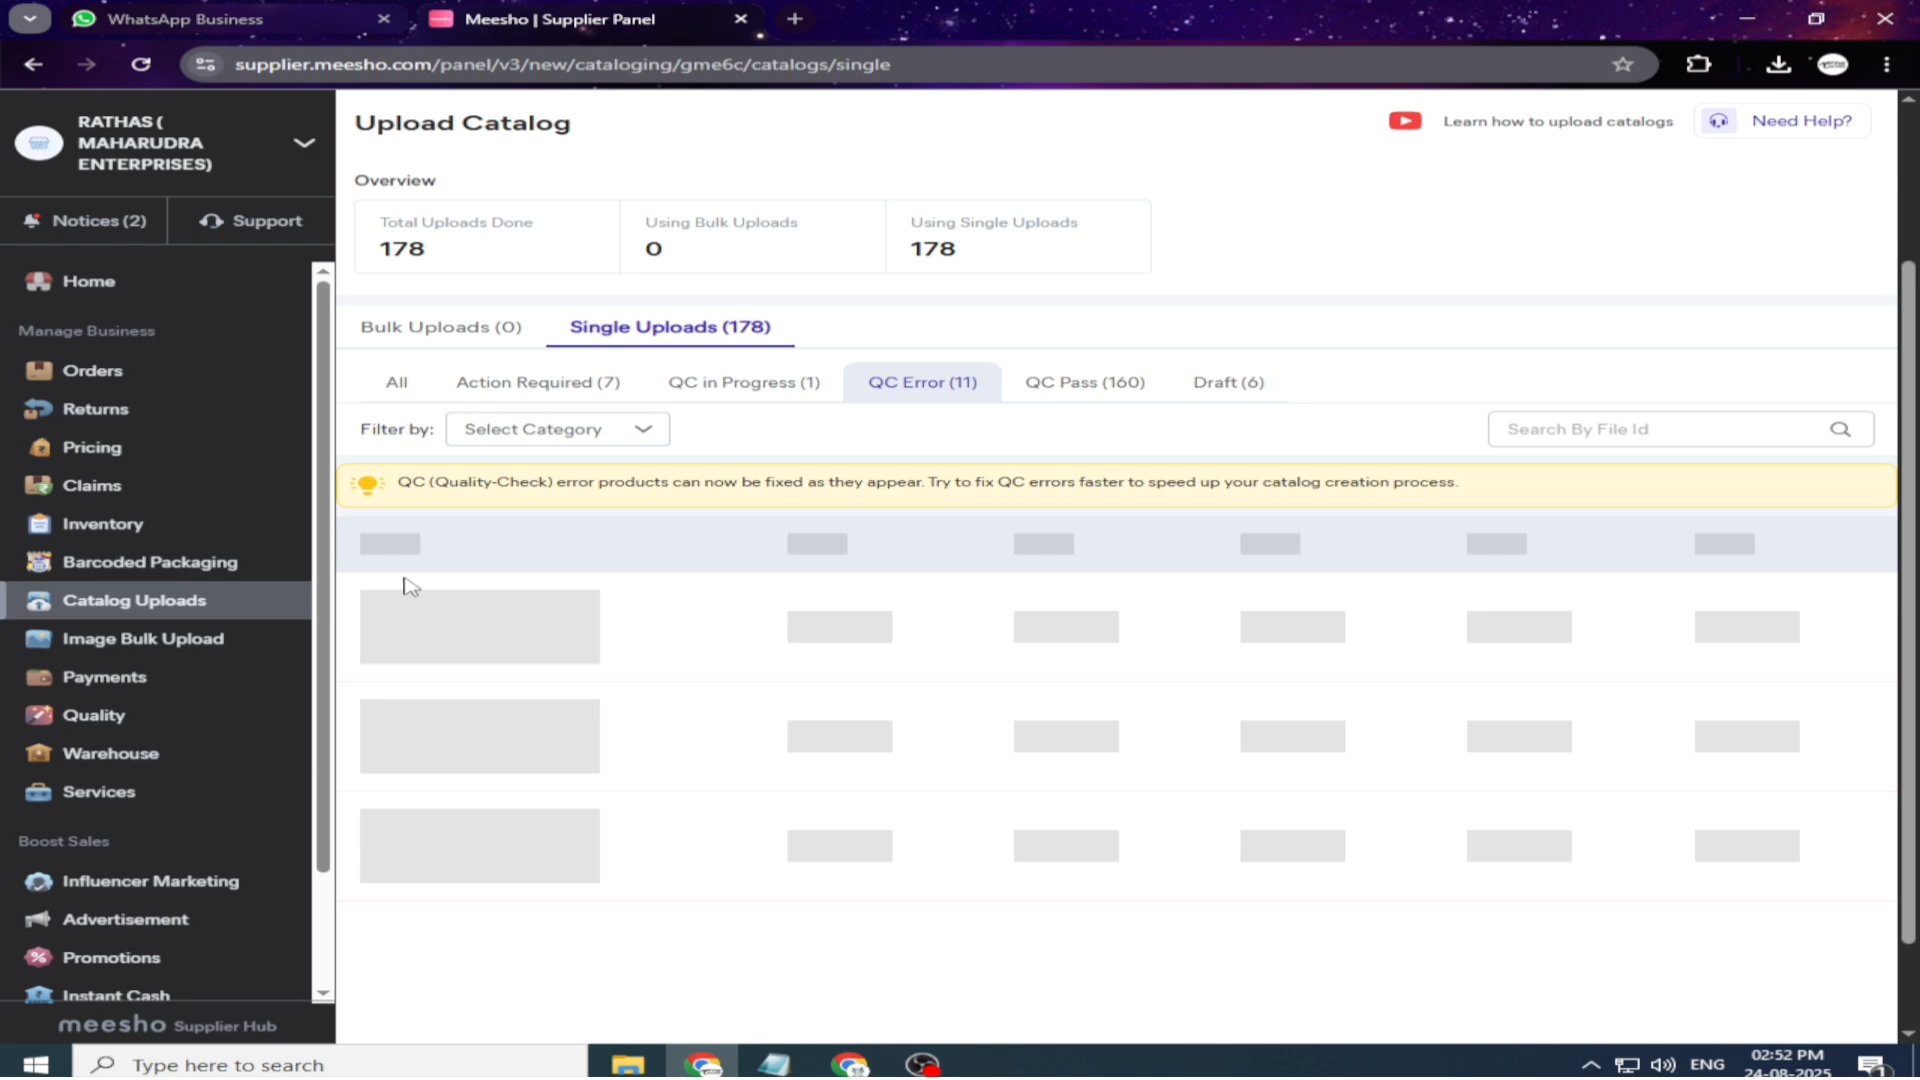 WhatsApp Business
Meesho | Supplier Panel
supplier.meesho.com/panel/v3/new/cataloging/gme6c/catalogs/single
RATHAS (
MAHARUDRA
ENTERPRISES)
Notices (2)
Support
Home
Manage Business
Orders
Returns
Pricing
Claims
Inventory
Barcoded Packaging
Catalog Uploads
Image Bulk Upload
Payments
Quality
Warehouse
Services
Boost Sales
Influencer Marketing
Advertisement
Promotions
Instant Cash
meesho Supplier Hub
Upload Catalog
Learn how to upload catalogs
Need Help?
Overview
Total Uploads Done
178
Using Bulk Uploads
0
Using Single Uploads
178
Bulk Uploads (0)
Single Uploads (178)
All
Action Required (7)
QC in Progress (1)
QC Error (11)
QC Pass (160)
Draft (6)
Filter by:
Select Category
Search By File Id
QC (Quality-Check) error products can now be fixed as they appear. Try to fix QC errors faster to speed up your catalog creation process.
Type here to search
ENG
02:52 PM
24-08-2025
1